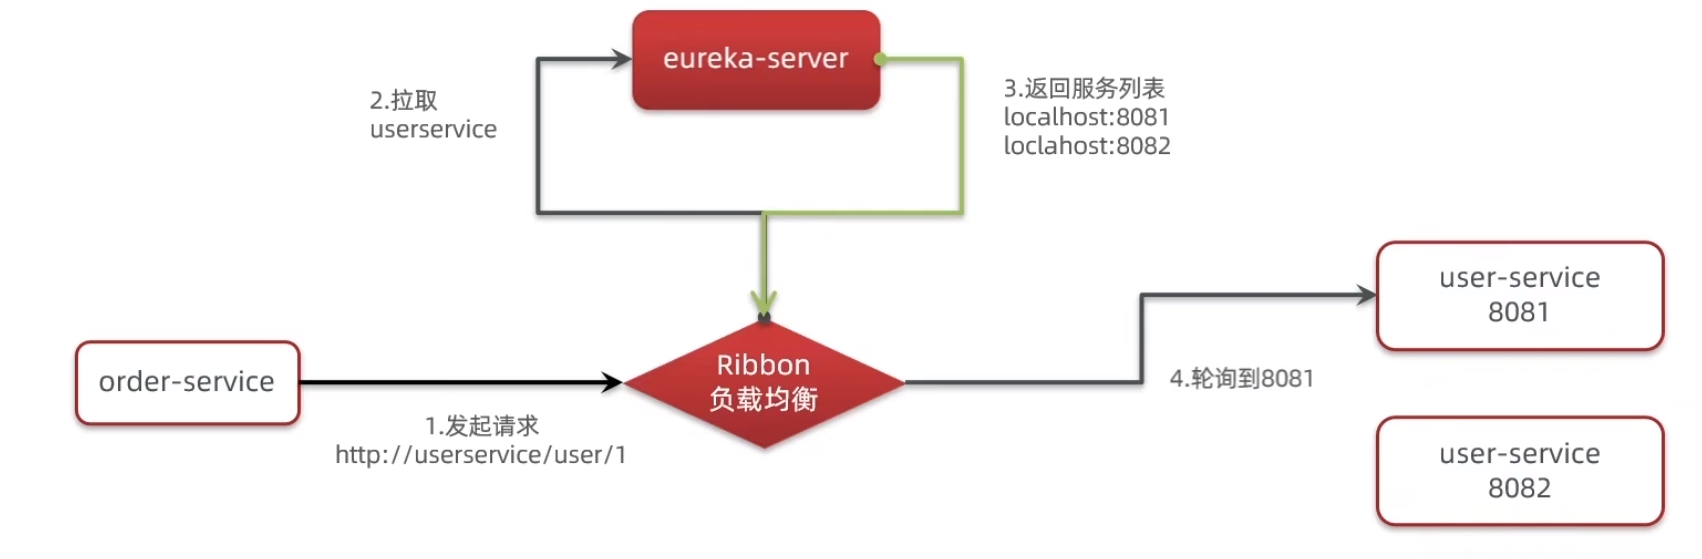 eureka-server
2.拉取
userservice
3.返回服务列表
localhost:8081
loclahost:8082
user-service
8081
order-service
Ribbon
负载均衡
4.轮询到8081
1.发起请求
http://userservice/user/1
user-service
8082